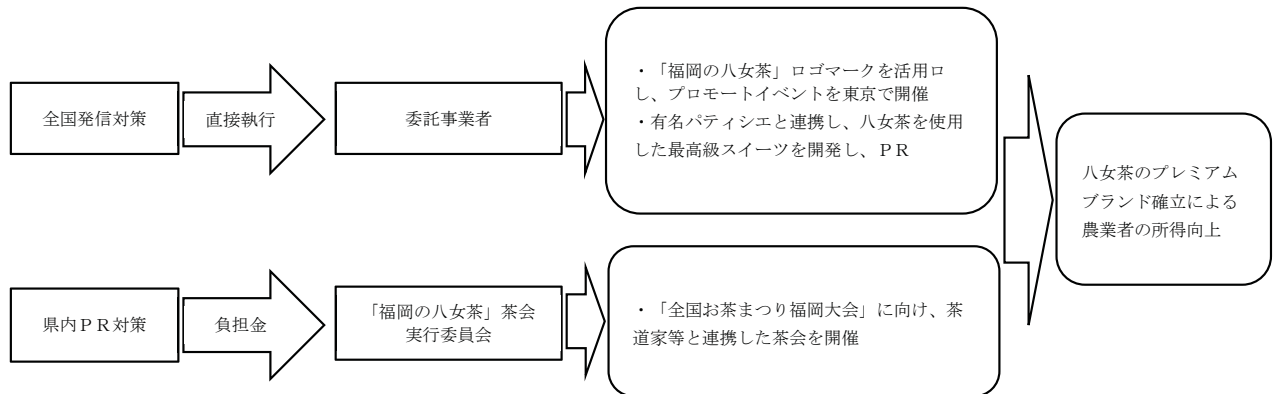 全国発信対策
直接執行
委託事業者
・「福岡の八女茶」ロゴマークを活用ロ
し、プロモートイベントを東京で開催
・有名パティシエと連携し、八女茶を使用
した最高級スイーツを開発し、ＰＲ
県内ＰＲ対策
負担金
「福岡の八女茶」茶会
実行委員会
・「全国お茶まつり福岡大会」に向け、茶
道家等と連携した茶会を開催
八女茶のプレミアム
ブランド確立による
農業者の所得向上